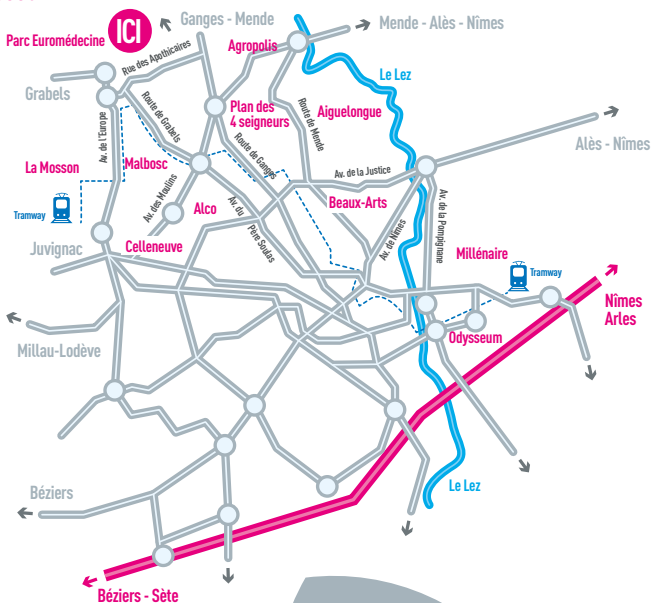 Parc Euromédecine
ICI
Ganges - Mende
Agropolis
Mende - Alès - Nîmes
Rue des Apothicaires
Grabels
Le Lez
Av. de l'Europe
Route de Grabels
Plan des
4 seigneurs
Route de Mende
Aiguelongue
Alès - Nîmes
Route de Ganges
La Mosson
Malbosc
Av. de la Justice
Tramway
Av. des Moulins
Alco
Av. du
Père Soulas
Beaux-Arts
Av. de Nîmes
Av. de la Pompignane
Juvignac
Celleneuve
Millénaire
Tramway
Nîmes
Arles
Millau-Lodève
Odysseum
Béziers
Le Lez
Béziers - Sète